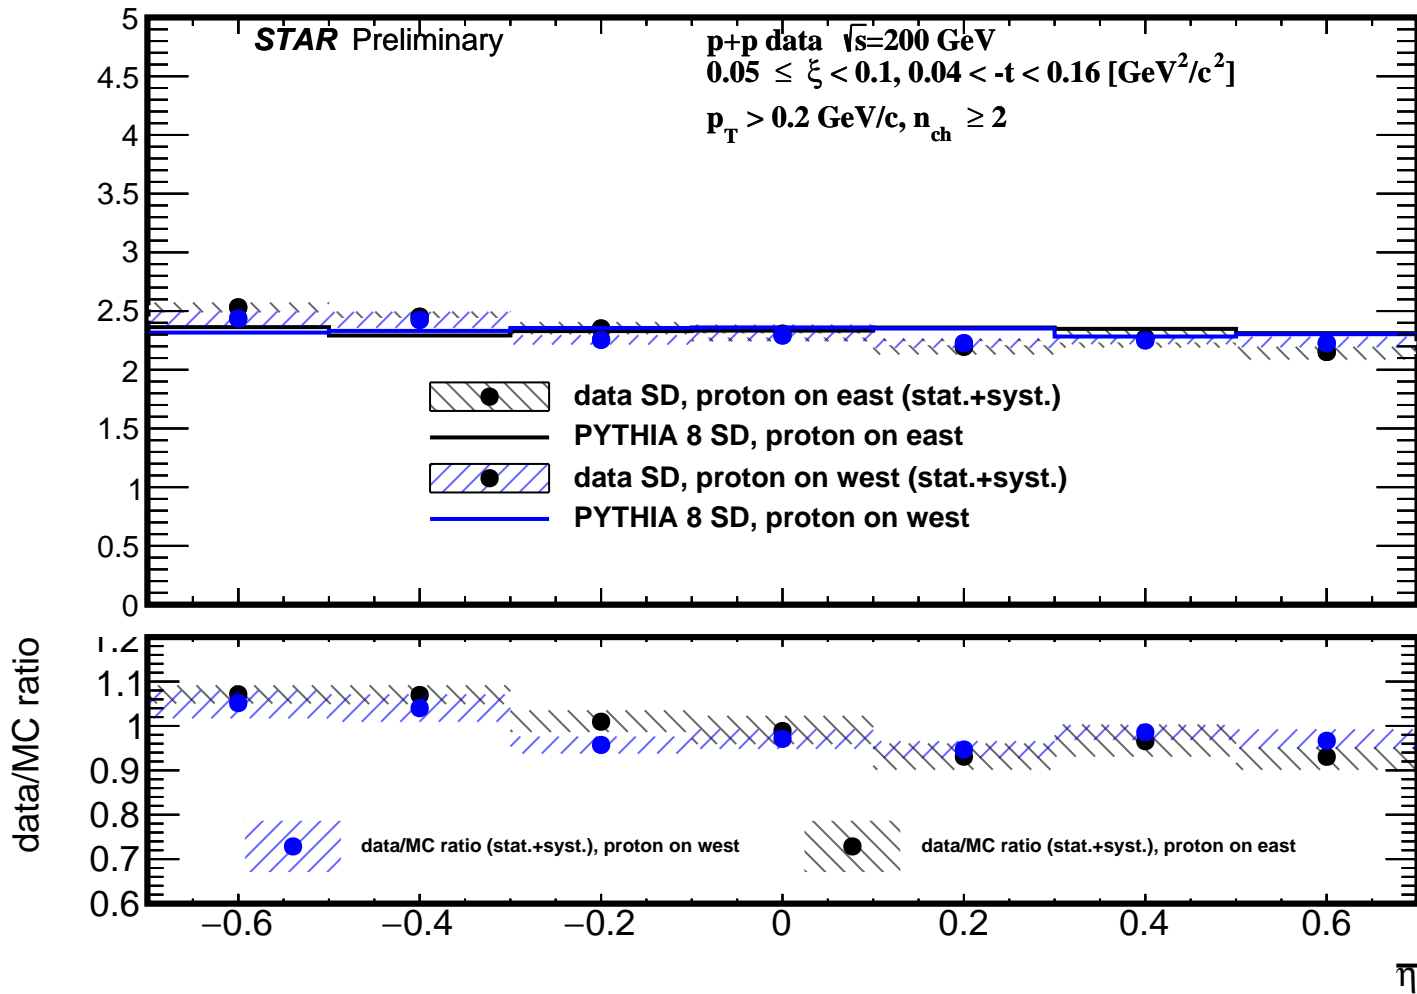 STAR Preliminary
p+p data √s=200 GeV
0.05 ≤ ξ < 0.1, 0.04 < -t < 0.16 [GeV²/c²]
p_T > 0.2 GeV/c, n_ch ≥ 2
5
4.5
4
3.5
3
2.5
2
1.5
1
0.5
0
data SD, proton on east (stat.+syst.)
PYTHIA 8 SD, proton on east
data SD, proton on west (stat.+syst.)
PYTHIA 8 SD, proton on west
data/MC ratio
1.2
1.1
1
0.9
0.8
0.7
0.6
data/MC ratio (stat.+syst.), proton on west
data/MC ratio (stat.+syst.), proton on east
−0.6 −0.4 −0.2 0 0.2 0.4 0.6
η̅